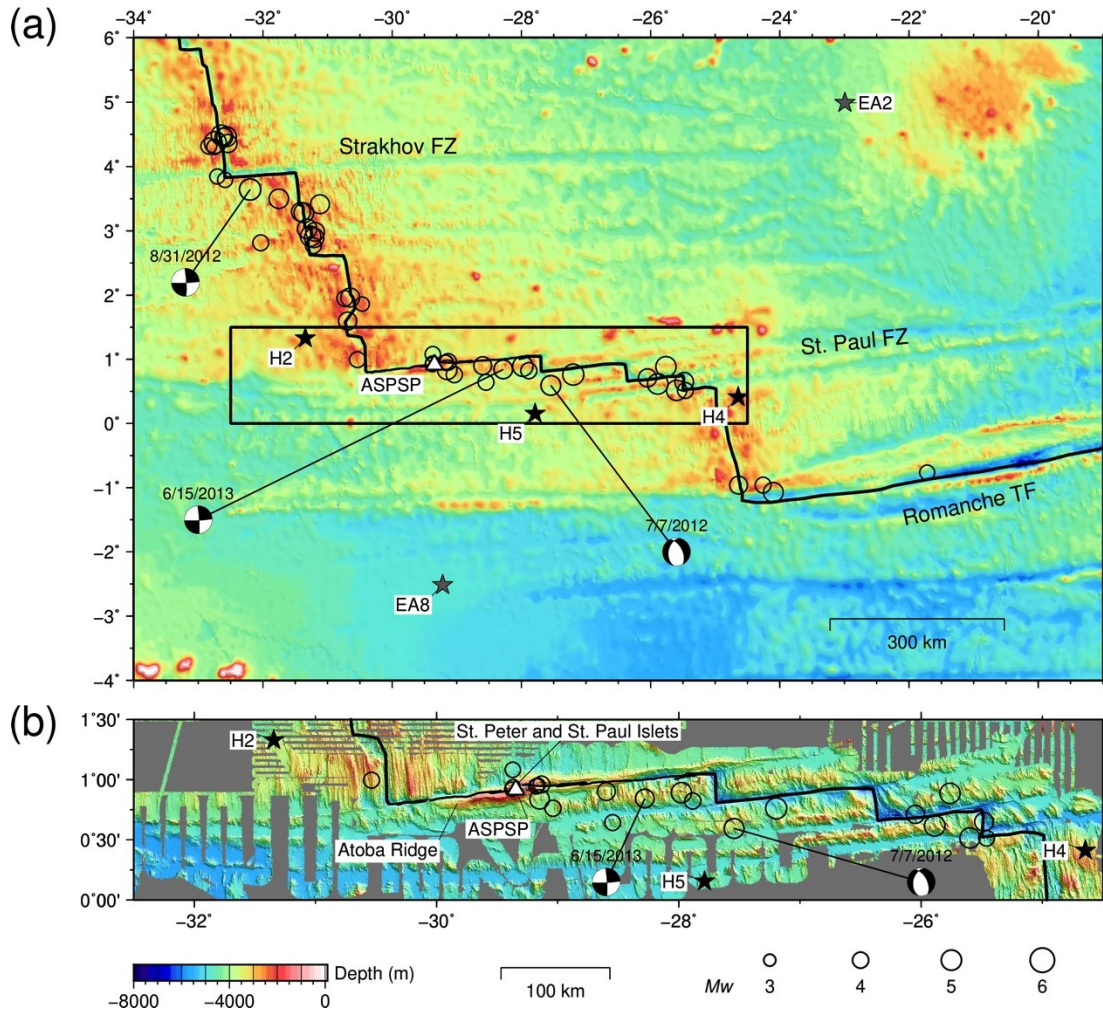 (a)
−34 −32 −30 −28 −26 −24 −22 −20
6˚
5˚
4˚
3˚
2˚
1˚
0˚
−1˚
−2˚
−3˚
−4˚
EA2
Strakhov FZ
8/31/2012
H2
St. Paul FZ
ASPSP
H4
H5
6/15/2013
7/7/2012
Romanche TF
EA8
300 km
(b)
1˚30'
1˚00'
0˚30'
0˚00'
H2
St. Peter and St. Paul Islets
ASPSP
Atoba Ridge
6/15/2013
H5
7/7/2012
H4
−32 −30 −28 −26
Depth (m)
−8000 −4000 0
100 km
Mw 3 4 5 6